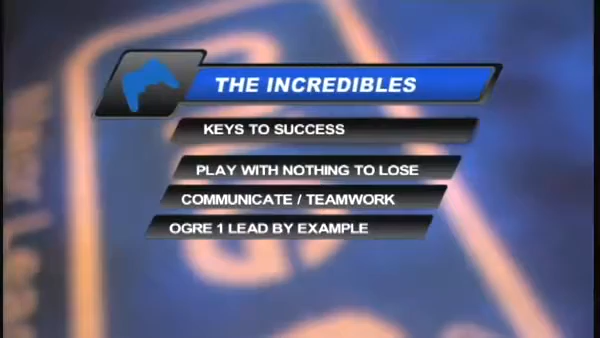 THE INCREDIBLES
KEYS TO SUCCESS
PLAY WITH NOTHING TO LOSE
COMMUNICATE / TEAMWORK
OGRE 1 LEAD BY EXAMPLE